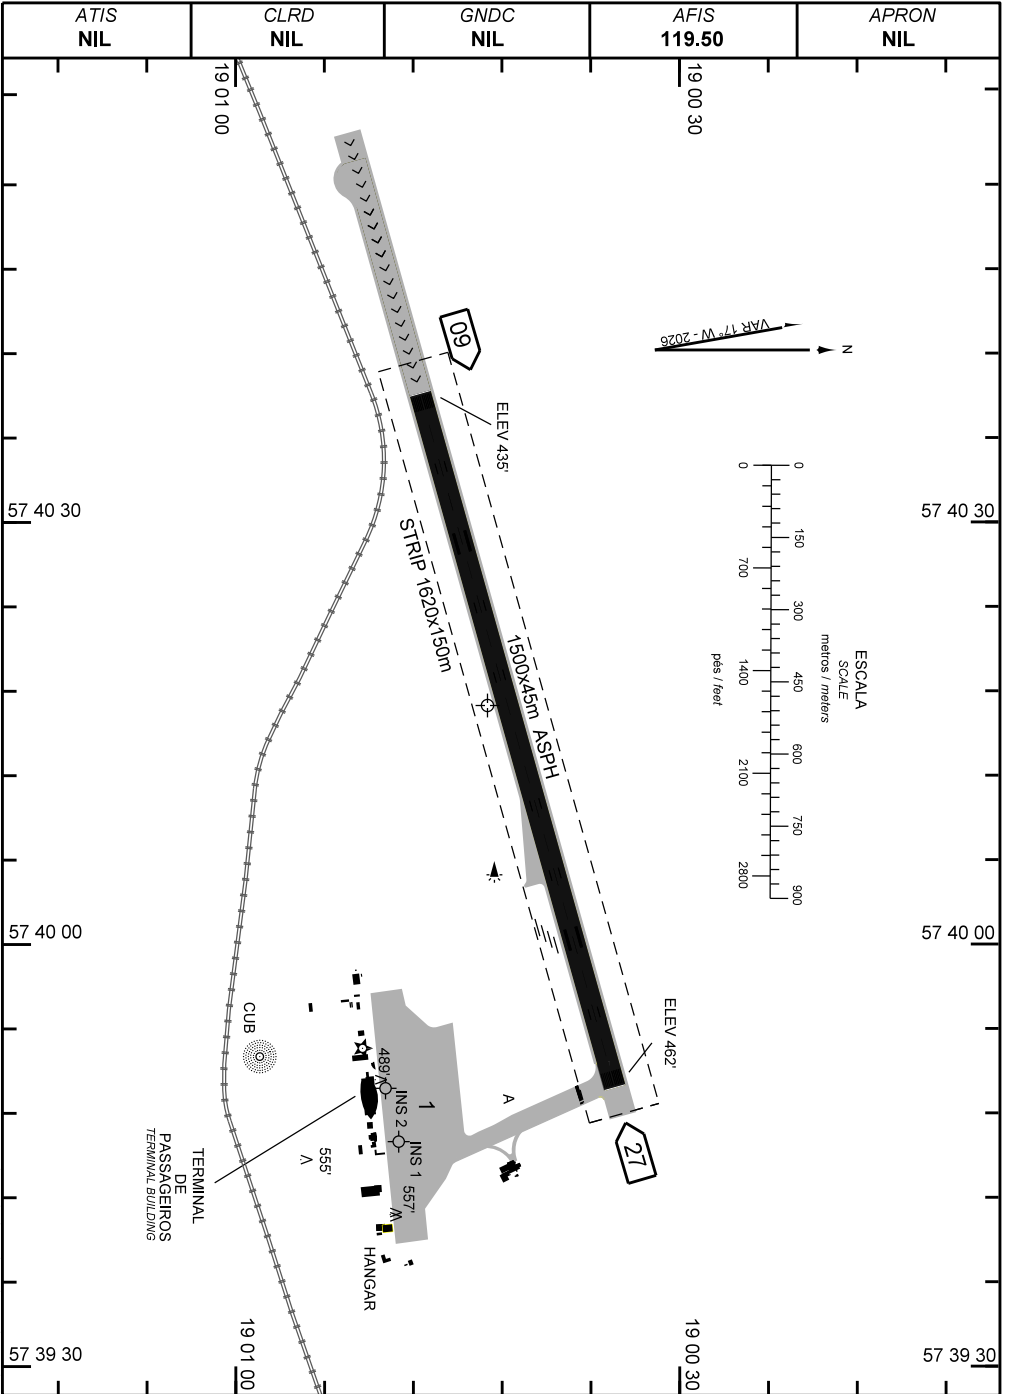 ATIS
NIL
CLRD
NIL
GNDC
NIL
AFIS
119.50
APRON
NIL
19 01 00
19 00 30
09
VAR 17° W - 2026
N
ELEV 435'
57 40 30
57 40 30
STRIP 1620x150m
1500x45m ASPH
0 150 300 450 600 750 900
0 700 1400 2100 2800
ESCALA
SCALE
metros / meters
pés / feet
57 40 00
57 40 00
ELEV 462'
CUB
489'
INS 2
1
INS 1
A
27
555'
557'
TERMINAL
DE
PASSAGEIROS
TERMINAL BUILDING
HANGAR
57 39 30
57 39 30
19 01 00
19 00 30